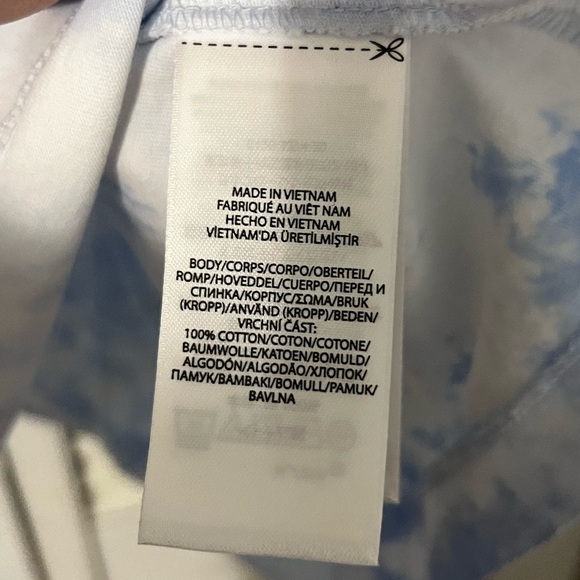 MADE IN VIETNAM
FABRIQUÉ AU VIÊT NAM
HECHO EN VIETNAM
VİETNAM'DA ÜRETİLMİŞTİR
BODY/CORPS/CORPO/OBERTEIL/
ROMP/HOVEDDEL/CUERPO/ПЕРЕД И
СПИНКА/КОРПУС/ΣΩΜΑ/BRUK
(KROPP)/ANVÄND (KROPP)/BEDEN/
VRCHNÍ ČÁST:
100% COTTON/COTON/COTONE/
BAUMWOLLE/KATOEN/BOMULD/
ALGODÓN/ALGODÃO/ХЛОПОК/
ПАМУК/ΒΑΜΒΑΚΙ/BOMULL/PAMUK/
BAVLNA